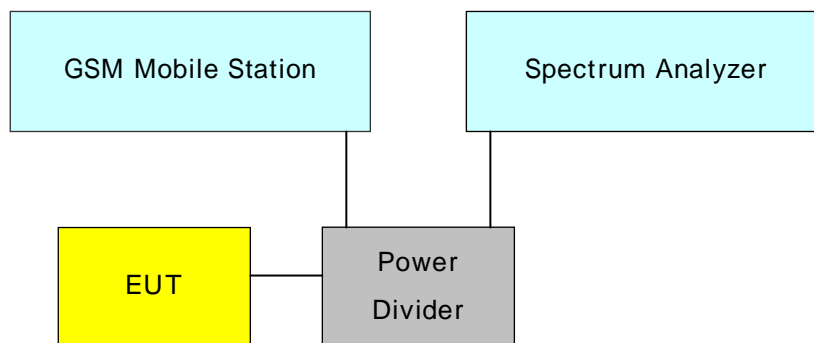 GSM Mobile Station
Spectrum Analyzer
EUT
Power
Divider